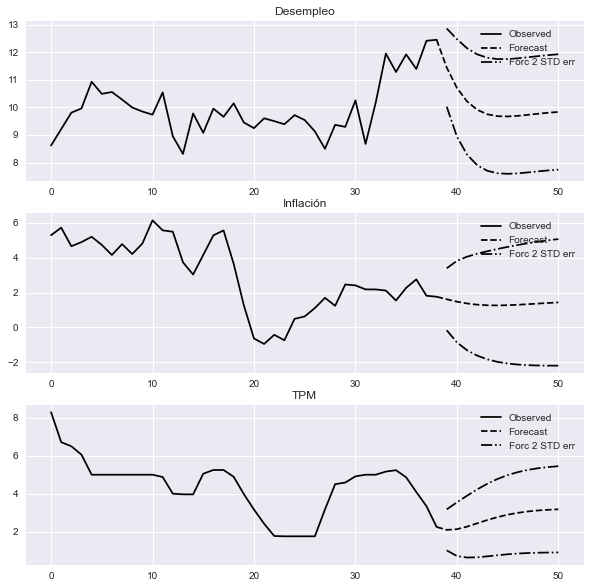 Desempleo
13
12
11
10
9
8
Observed
Forecast
Forc 2 STD err
0 10 20 30 40 50
Inflación
6
4
2
0
−2
Observed
Forecast
Forc 2 STD err
0 10 20 30 40 50
TPM
8
6
4
2
Observed
Forecast
Forc 2 STD err
0 10 20 30 40 50